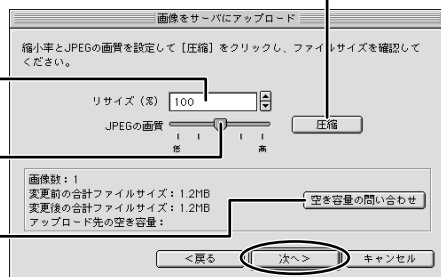 画像をサーバにアップロード
縮小率とJPEGの画質を設定して［圧縮］をクリックし、ファイルサイズを確認して
ください。
リサイズ（％） 100
JPEGの画質 圧縮
低 高
画像数：1
変更前の合計ファイルサイズ：1.2MB
変更後の合計ファイルサイズ：1.2MB 空き容量の問い合わせ
アップロード先の空き容量：
<戻る 次へ> キャンセル